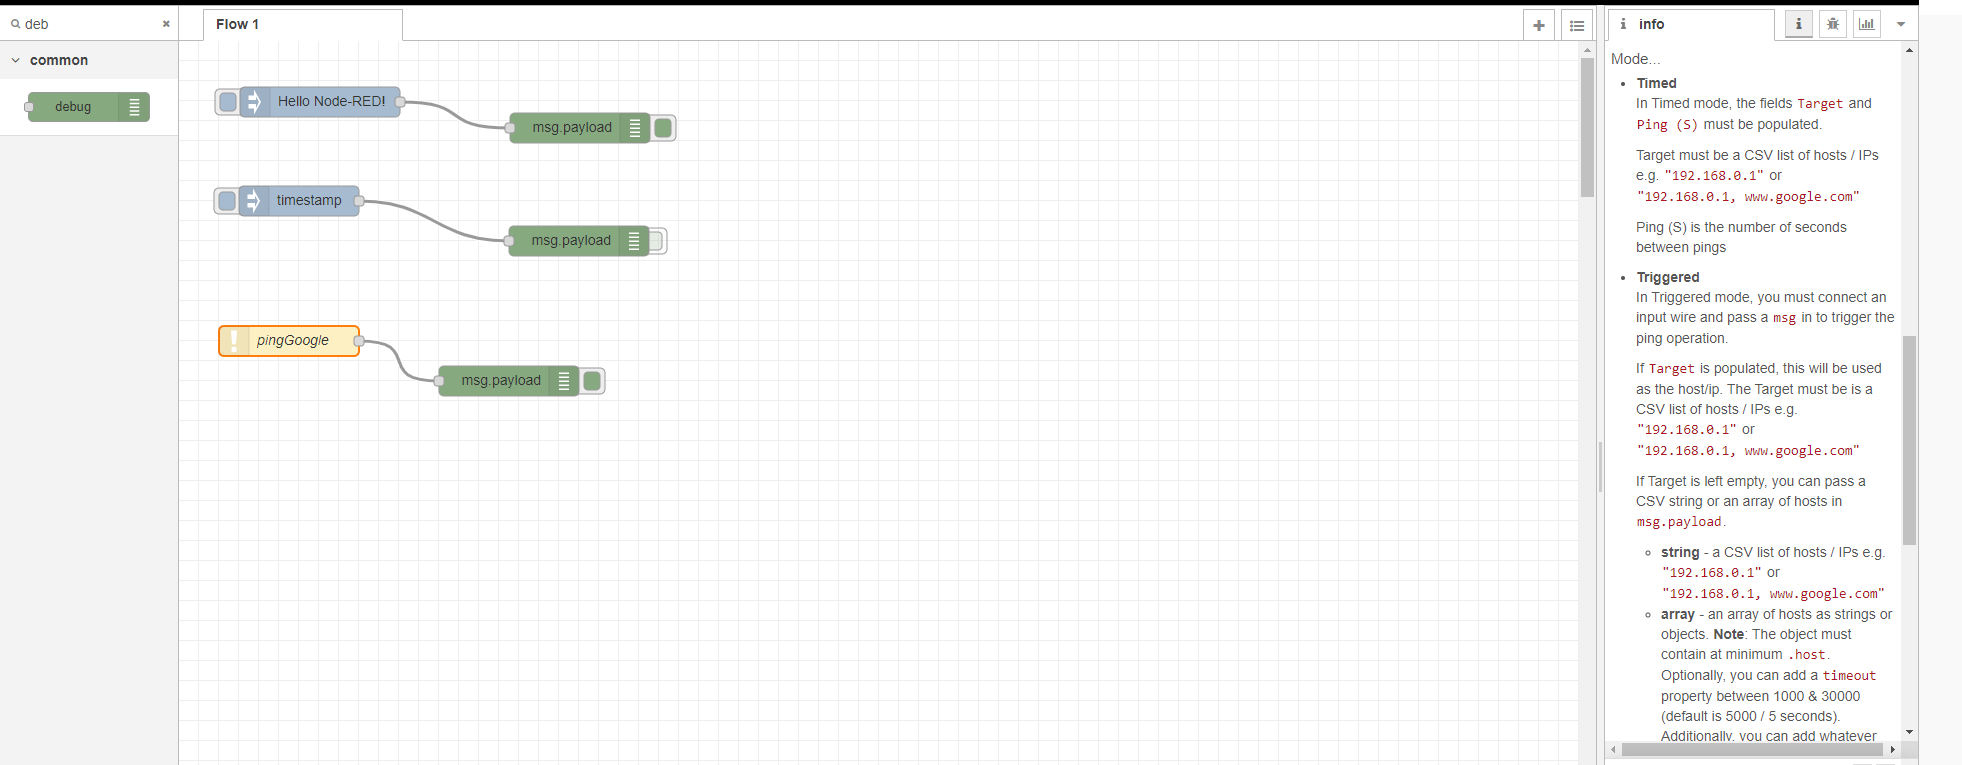 deb
common
debug
Flow 1
Hello Node-RED!
msg.payload
timestamp
msg.payload
pingGoogle
msg.payload
info
Mode...
Timed
In Timed mode, the fields Target and
Ping (S) must be populated.
Target must be a CSV list of hosts / IPs
e.g. "192.168.0.1" or
"192.168.0.1, www.google.com"
Ping (S) is the number of seconds
between pings
Triggered
In Triggered mode, you must connect an
input wire and pass a msg in to trigger the
ping operation.
If Target is populated, this will be used
as the host/ip. The Target must be is a
CSV list of hosts / IPs e.g.
"192.168.0.1" or
"192.168.0.1, www.google.com"
If Target is left empty, you can pass a
CSV string or an array of hosts in
msg.payload.
string - a CSV list of hosts / IPs e.g.
"192.168.0.1" or
"192.168.0.1, www.google.com"
array - an array of hosts as strings or
objects. Note: The object must
contain at minimum .host.
Optionally, you can add a timeout
property between 1000 & 30000
(default is 5000 / 5 seconds).
Additionally, you can add whatever